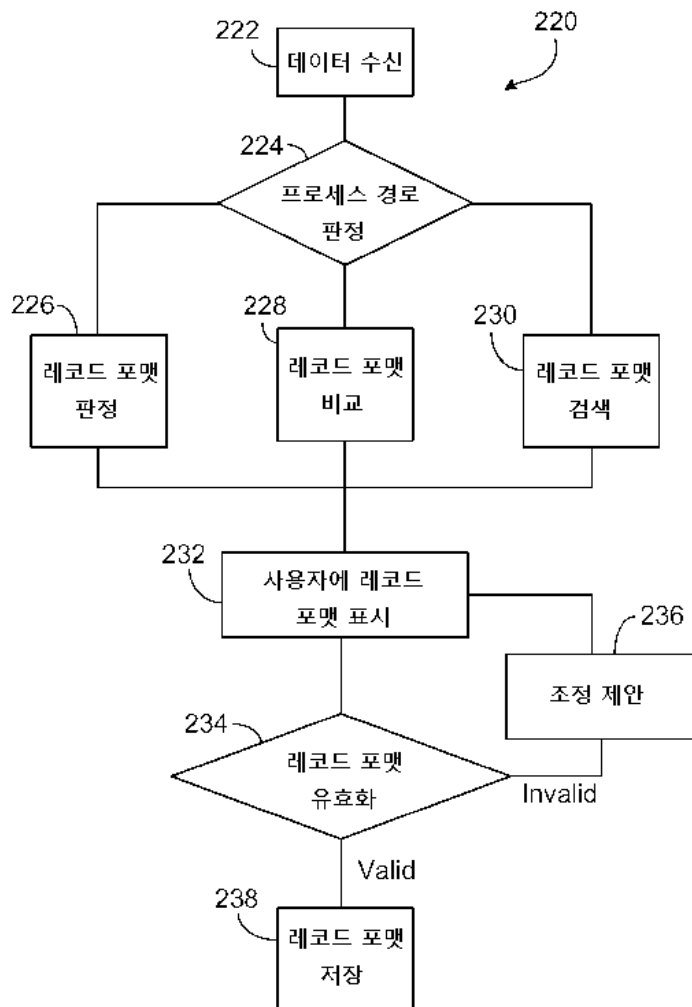 222
데이터 수신
220
224
프로세스 경로
판정
226
레코드 포맷
판정
228
레코드 포맷
비교
230
레코드 포맷
검색
232
사용자에 레코드
포맷 표시
236
조정 제안
234
레코드 포맷
유효화
Invalid
Valid
238
레코드 포맷
저장